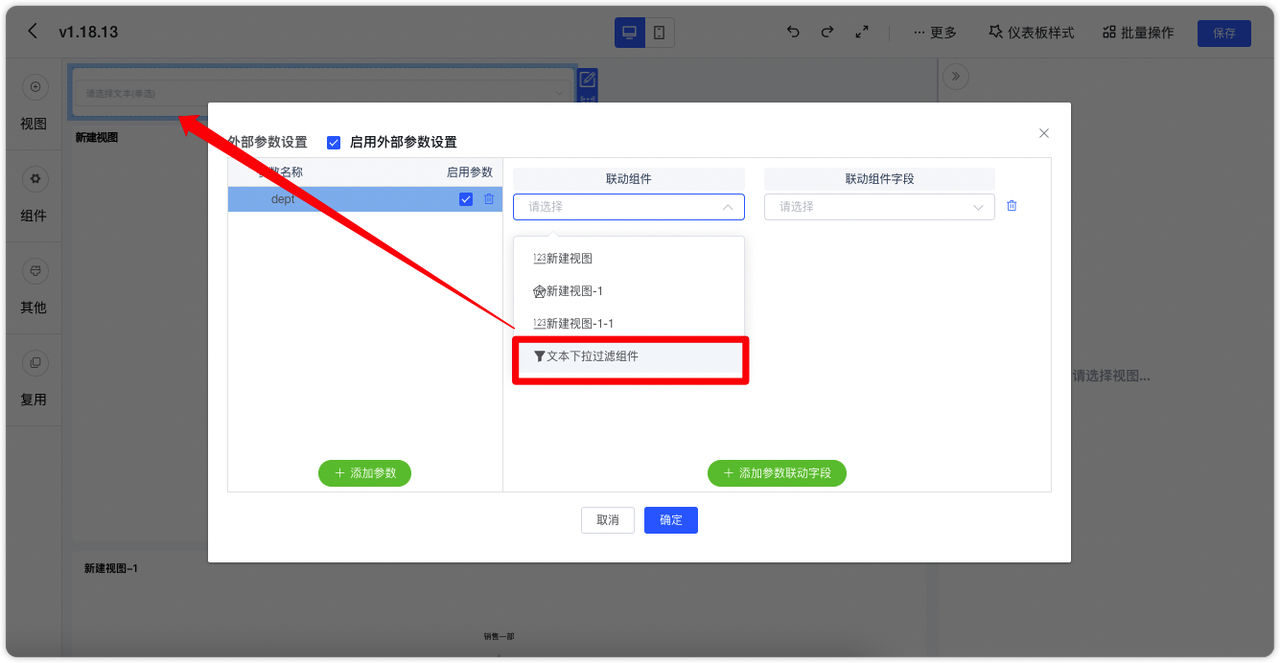 v1.18.13
··· 更多
仪表板样式
批量操作
保存
视图
组件
其他
复用
请选择文本(单选)
新建视图
外部参数设置
启用外部参数设置
参数名称
启用参数
dept
联动组件
联动组件字段
请选择
请选择
123新建视图
新建视图-1
123新建视图-1-1
文本下拉过滤组件
+ 添加参数
+ 添加参数联动字段
取消
确定
请选择视图...
新建视图-1
销售一部